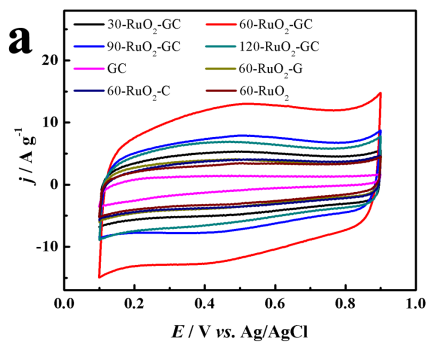 a
30-RuO₂-GC 60-RuO₂-GC
90-RuO₂-GC 120-RuO₂-GC
GC 60-RuO₂-G
60-RuO₂-C 60-RuO₂
20
10
0
-10
j / A g⁻¹
0.0 0.2 0.4 0.6 0.8 1.0
E / V vs. Ag/AgCl